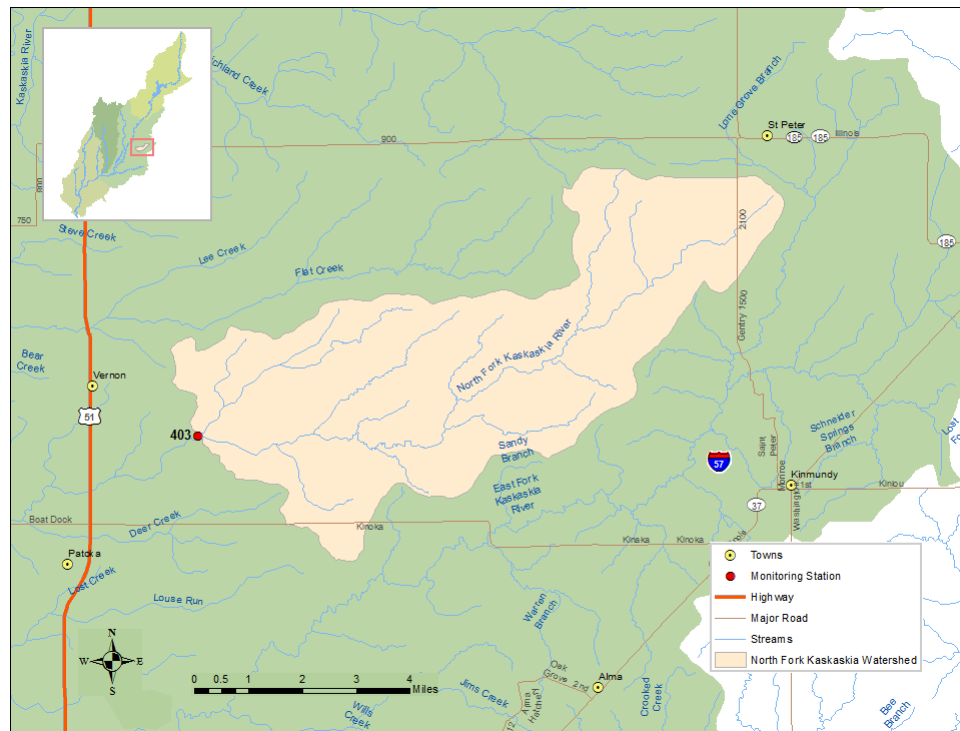 Kaskaskia River
Richland Creek
Lone Grove Branch
St Peter
185
185
Illinois
900
900
750
Steve Creek
Lee Creek
Flat Creek
2100
185
Gentry 1500
North Fork Kaskaskia River
Bear
Creek
Vernon
51
403
Sandy
Branch
East Fork
Kaskaskia
River
57
Saint
Peter
Schneider
Springs
Branch
Monroe
Kinmundy
1st
Kinlou
Washington
37
Boat Dock
Deer Creek
Kinoka
Kinoka
Kinoka
Patoka
Lost Creek
Louse Run
Warren
Branch
Oak
Grove
2nd
Alma
Alma
Hatchet
12
Jims Creek
Wills
Creek
Crooked
Creek
Bee
Branch
N
W
E
S
0
0.5
1
2
3
4
Miles
Towns
Monitoring Station
Highway
Major Road
Streams
North Fork Kaskaskia Watershed